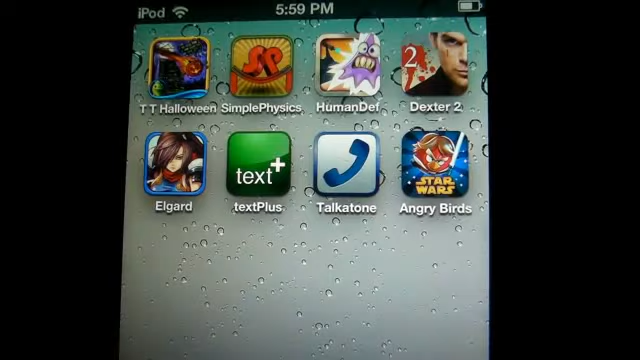 iPod 5:59 PM
SP 2
T T Halloween SimplePhysics HumanDef Dexter 2
text+ STAR WARS
Elgard textPlus Talkatone Angry Birds